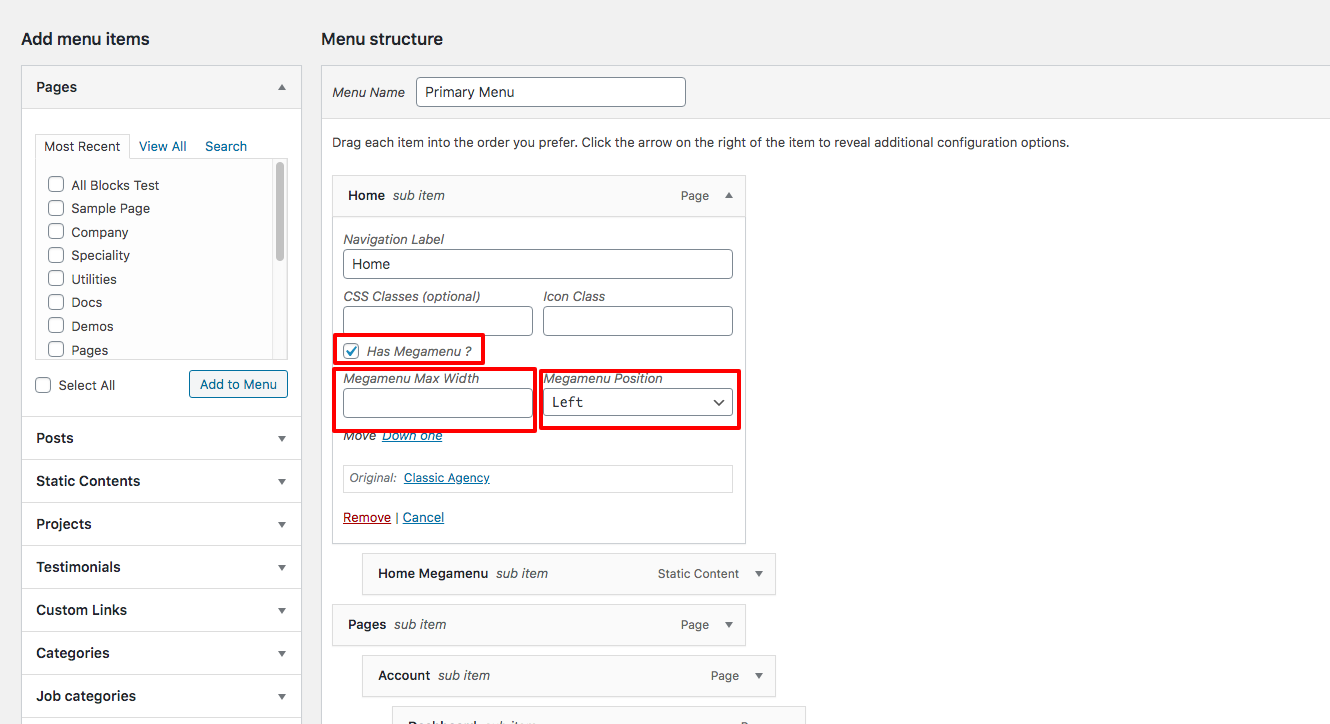 Add menu items
Pages
Most Recent View All Search
All Blocks Test
Sample Page
Company
Speciality
Utilities
Docs
Demos
Pages
Select All Add to Menu
Posts
Static Contents
Projects
Testimonials
Custom Links
Categories
Job categories
Menu structure
Menu Name Primary Menu
Drag each item into the order you prefer. Click the arrow on the right of the item to reveal additional configuration options.
Home sub item Page
Navigation Label
Home
CSS Classes (optional) Icon Class
Has Megamenu ?
Megamenu Max Width Megamenu Position
Left
Move Down one
Original: Classic Agency
Remove | Cancel
Home Megamenu sub item Static Content
Pages sub item Page
Account sub item Page
Dashboard sub item